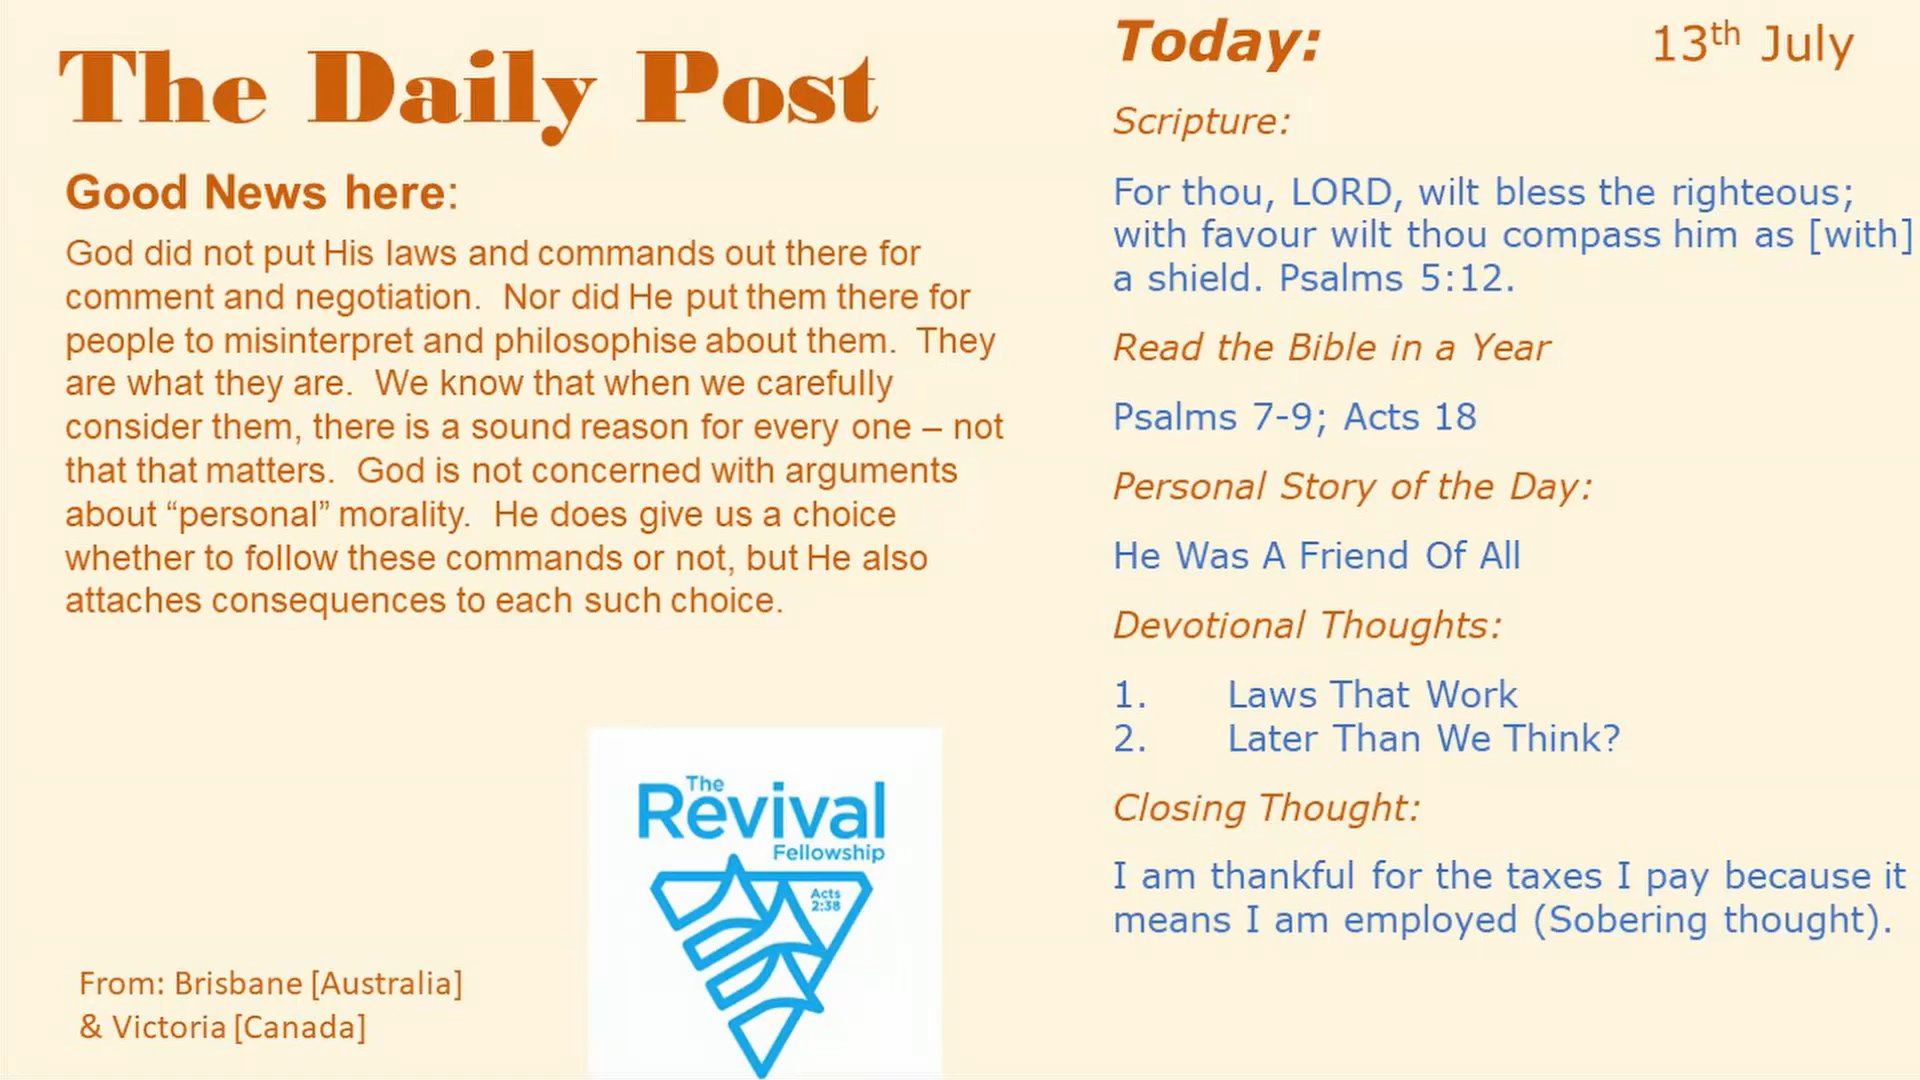 The Daily Post
Good News here:
God did not put His laws and commands out there for
comment and negotiation.  Nor did He put them there for
people to misinterpret and philosophise about them.  They
are what they are.  We know that when we carefully
consider them, there is a sound reason for every one – not
that that matters.  God is not concerned with arguments
about “personal” morality.  He does give us a choice
whether to follow these commands or not, but He also
attaches consequences to each such choice.
The
Revival
Fellowship
Acts
2:38
From: Brisbane [Australia]
& Victoria [Canada]
Today: 13th July
Scripture:
For thou, LORD, wilt bless the righteous;
with favour wilt thou compass him as [with]
a shield. Psalms 5:12.
Read the Bible in a Year
Psalms 7-9; Acts 18
Personal Story of the Day:
He Was A Friend Of All
Devotional Thoughts:
1. Laws That Work
2. Later Than We Think?
Closing Thought:
I am thankful for the taxes I pay because it
means I am employed (Sobering thought).